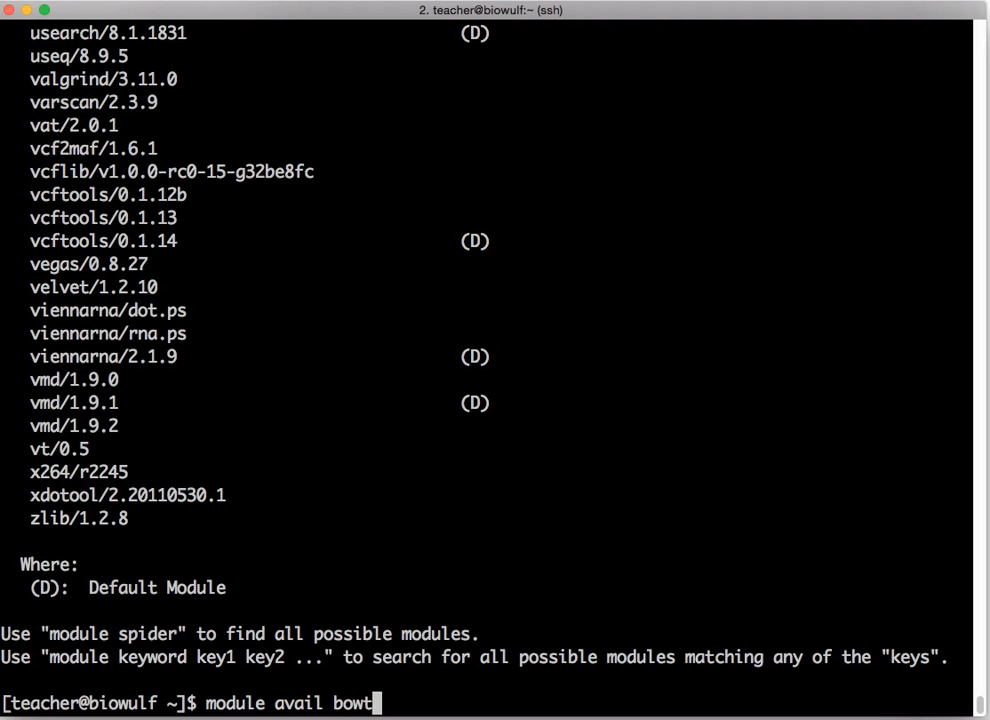 2. teacher@biowulf:~ (ssh)
usearch/8.1.1831 (D)
useq/8.9.5
valgrind/3.11.0
varscan/2.3.9
vat/2.0.1
vcf2maf/1.6.1
vcflib/v1.0.0-rc0-15-g32be8fc
vcftools/0.1.12b
vcftools/0.1.13
vcftools/0.1.14 (D)
vegas/0.8.27
velvet/1.2.10
viennarna/dot.ps
viennarna/rna.ps
viennarna/2.1.9 (D)
vmd/1.9.0
vmd/1.9.1 (D)
vmd/1.9.2
vt/0.5
x264/r2245
xdotool/2.20110530.1
zlib/1.2.8
Where:
(D): Default Module
Use "module spider" to find all possible modules.
Use "module keyword key1 key2 ..." to search for all possible modules matching any of the "keys".
[teacher@biowulf ~]$ module avail bowt